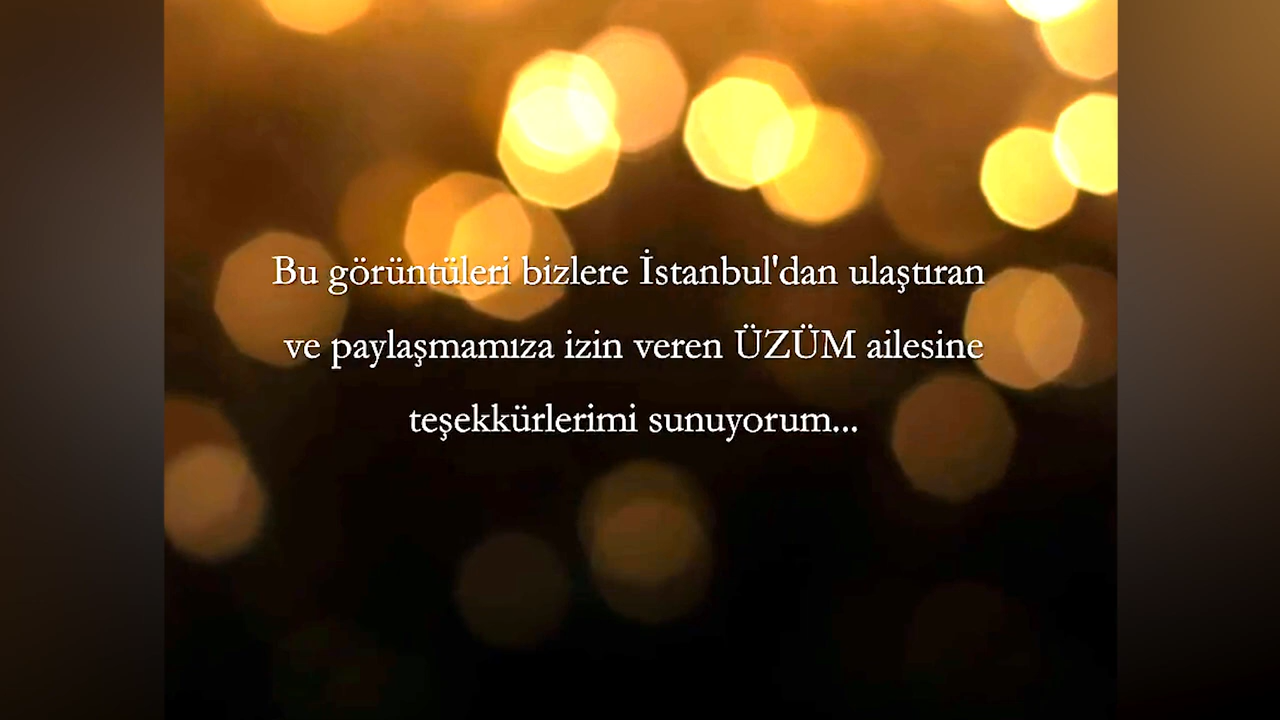 Bu görüntüleri bizlere İstanbul'dan ulaştıran
ve paylaşmamıza izin veren ÜZÜM ailesine
teşekkürlerimi sunuyorum...